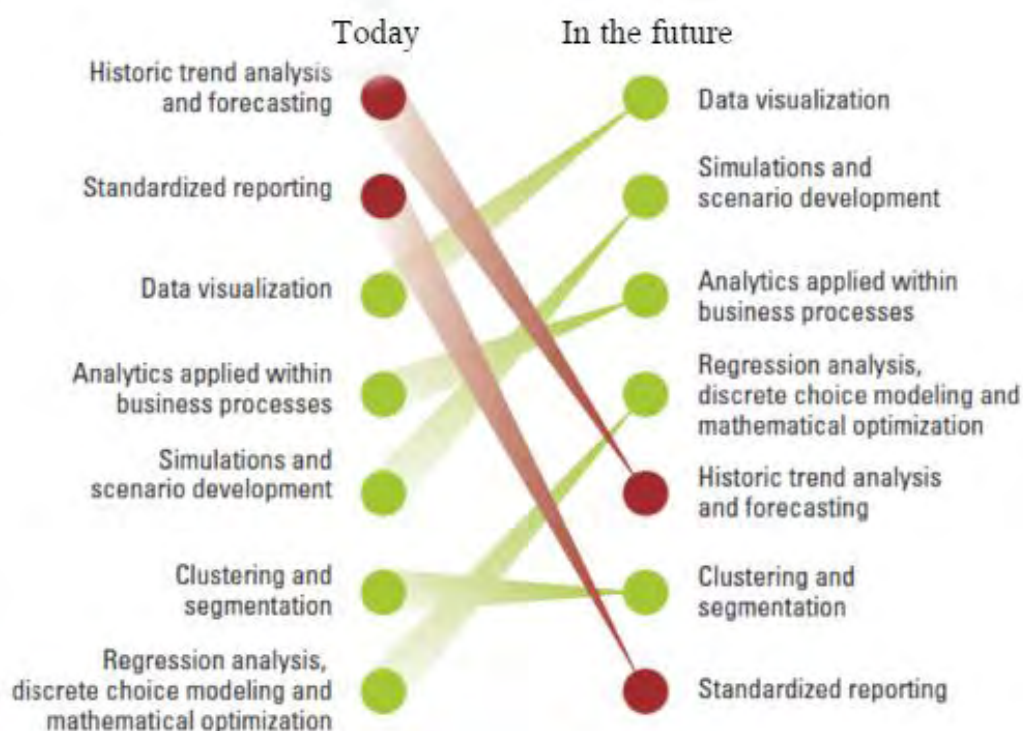 Today
In the future
Historic trend analysis
and forecasting
Standardized reporting
Data visualization
Analytics applied within
business processes
Simulations and
scenario development
Clustering and
segmentation
Regression analysis,
discrete choice modeling and
mathematical optimization
Data visualization
Simulations and
scenario development
Analytics applied within
business processes
Regression analysis,
discrete choice modeling and
mathematical optimization
Historic trend analysis
and forecasting
Clustering and
segmentation
Standardized reporting